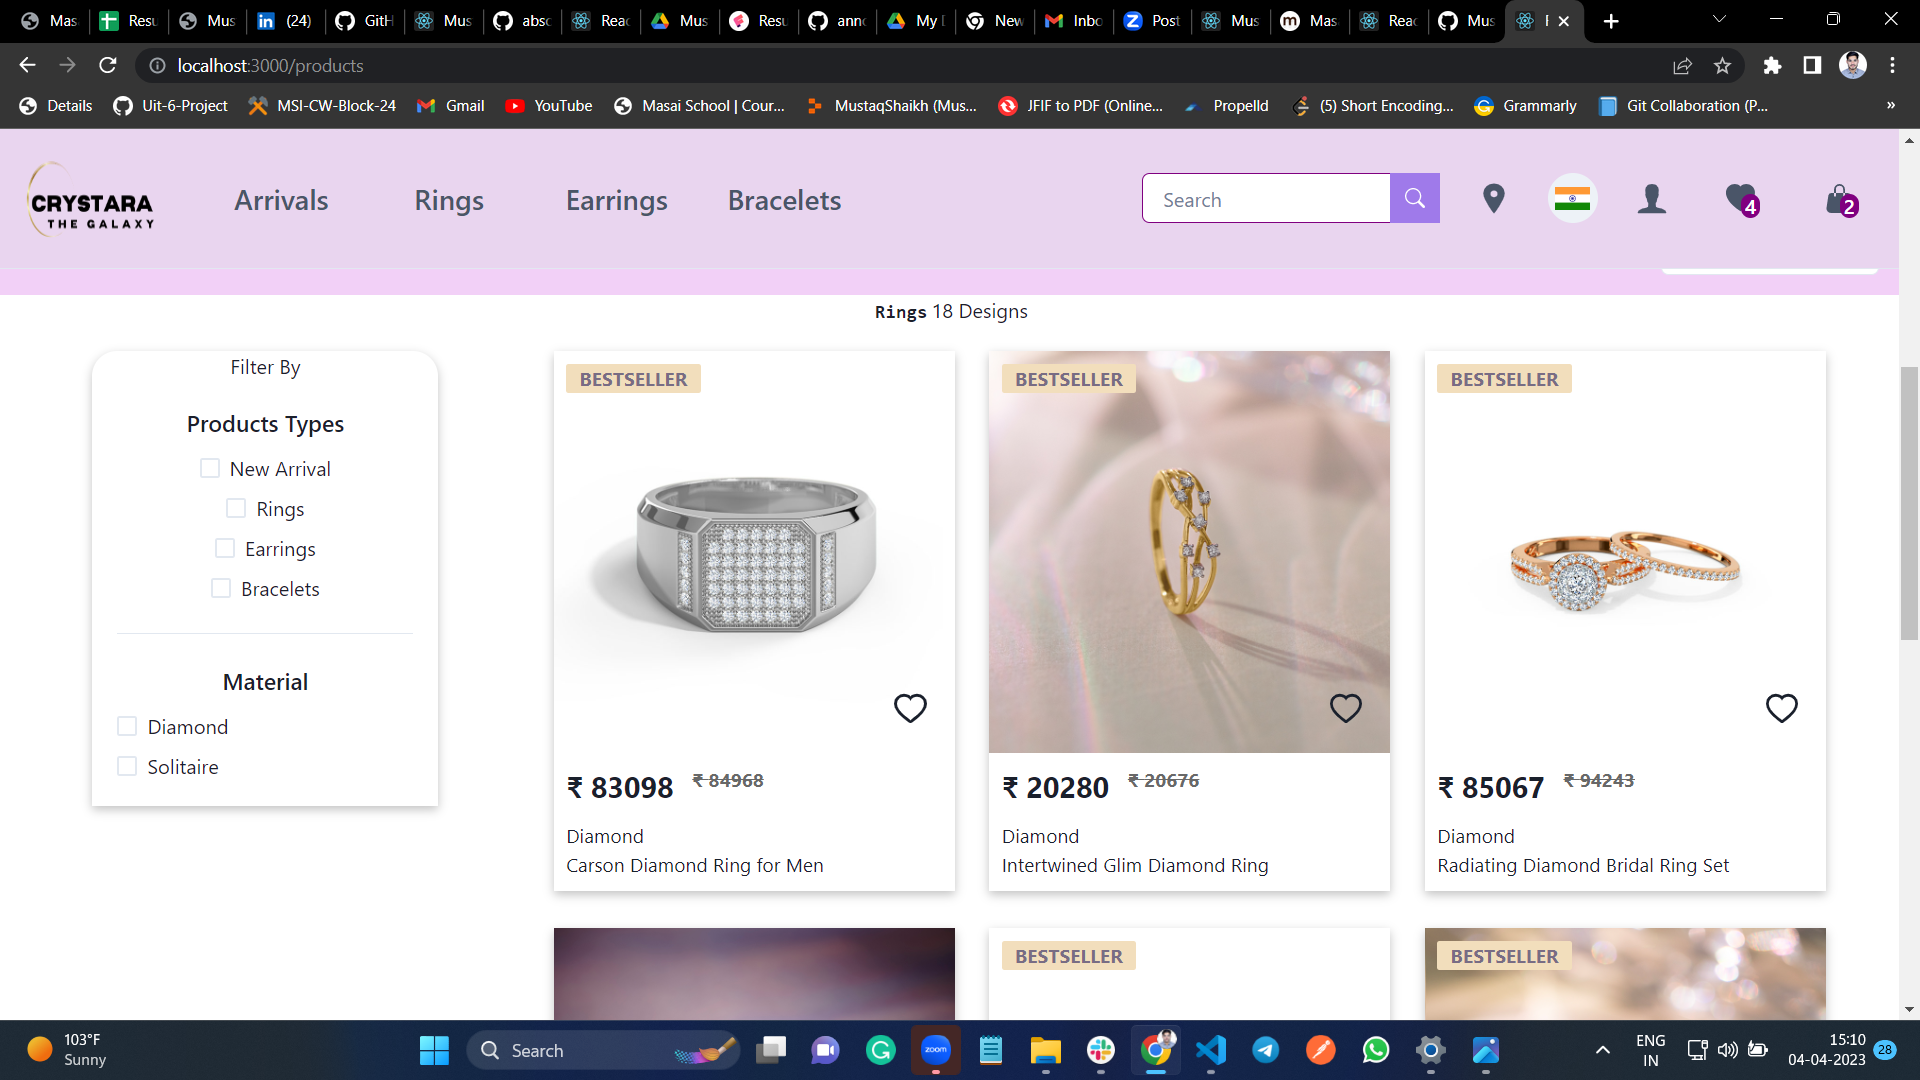 Mas
Resu
Mus
(24)
GitH
Mus
absc
Reac
Mus
Resu
annc
My D
New
Inbo
Post
Mus
Mas
Reac
Mus
localhost:3000/products
Details
Uit-6-Project
MSI-CW-Block-24
Gmail
YouTube
Masai School | Cour...
MustaqShaikh (Mus...
JFIF to PDF (Online...
Propelld
(5) Short Encoding...
Grammarly
Git Collaboration (P...
»
CRYSTARA
THE GALAXY
Arrivals
Rings
Earrings
Bracelets
Search
4
2
Rings 18 Designs
Filter By
Products Types
New Arrival
Rings
Earrings
Bracelets
Material
Diamond
Solitaire
BESTSELLER
₹ 83098 ₹ 84968
Diamond
Carson Diamond Ring for Men
BESTSELLER
₹ 20280 ₹ 20676
Diamond
Intertwined Glim Diamond Ring
BESTSELLER
₹ 85067 ₹ 94243
Diamond
Radiating Diamond Bridal Ring Set
BESTSELLER
BESTSELLER
103°F
Sunny
Search
zoom
ENG
IN
15:10
04-04-2023
28